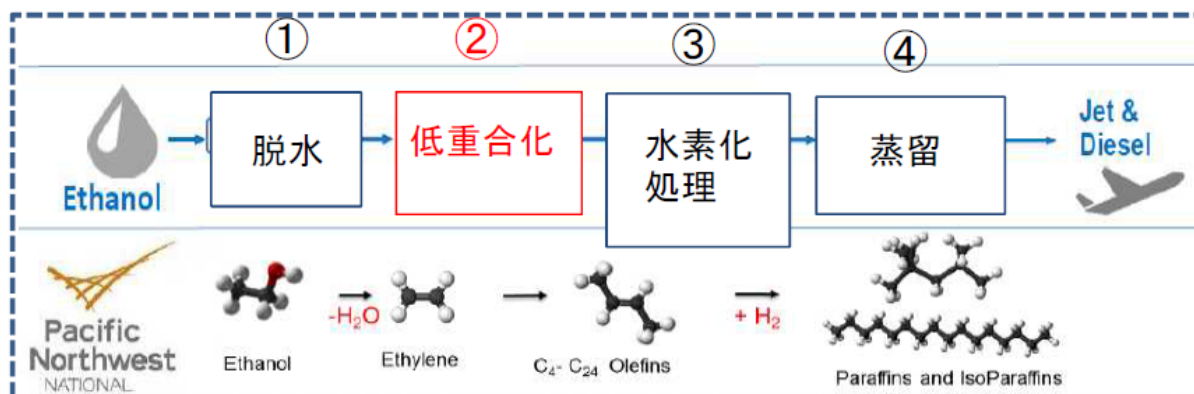 ① ② ③ ④
Ethanol
脱水
低重合化
水素化
処理
蒸留
Jet &
Diesel
Pacific
Northwest
NATIONAL
-H₂O
+ H₂
Ethanol
Ethylene
C₄- C₂₄ Olefins
Paraffins and IsoParaffins